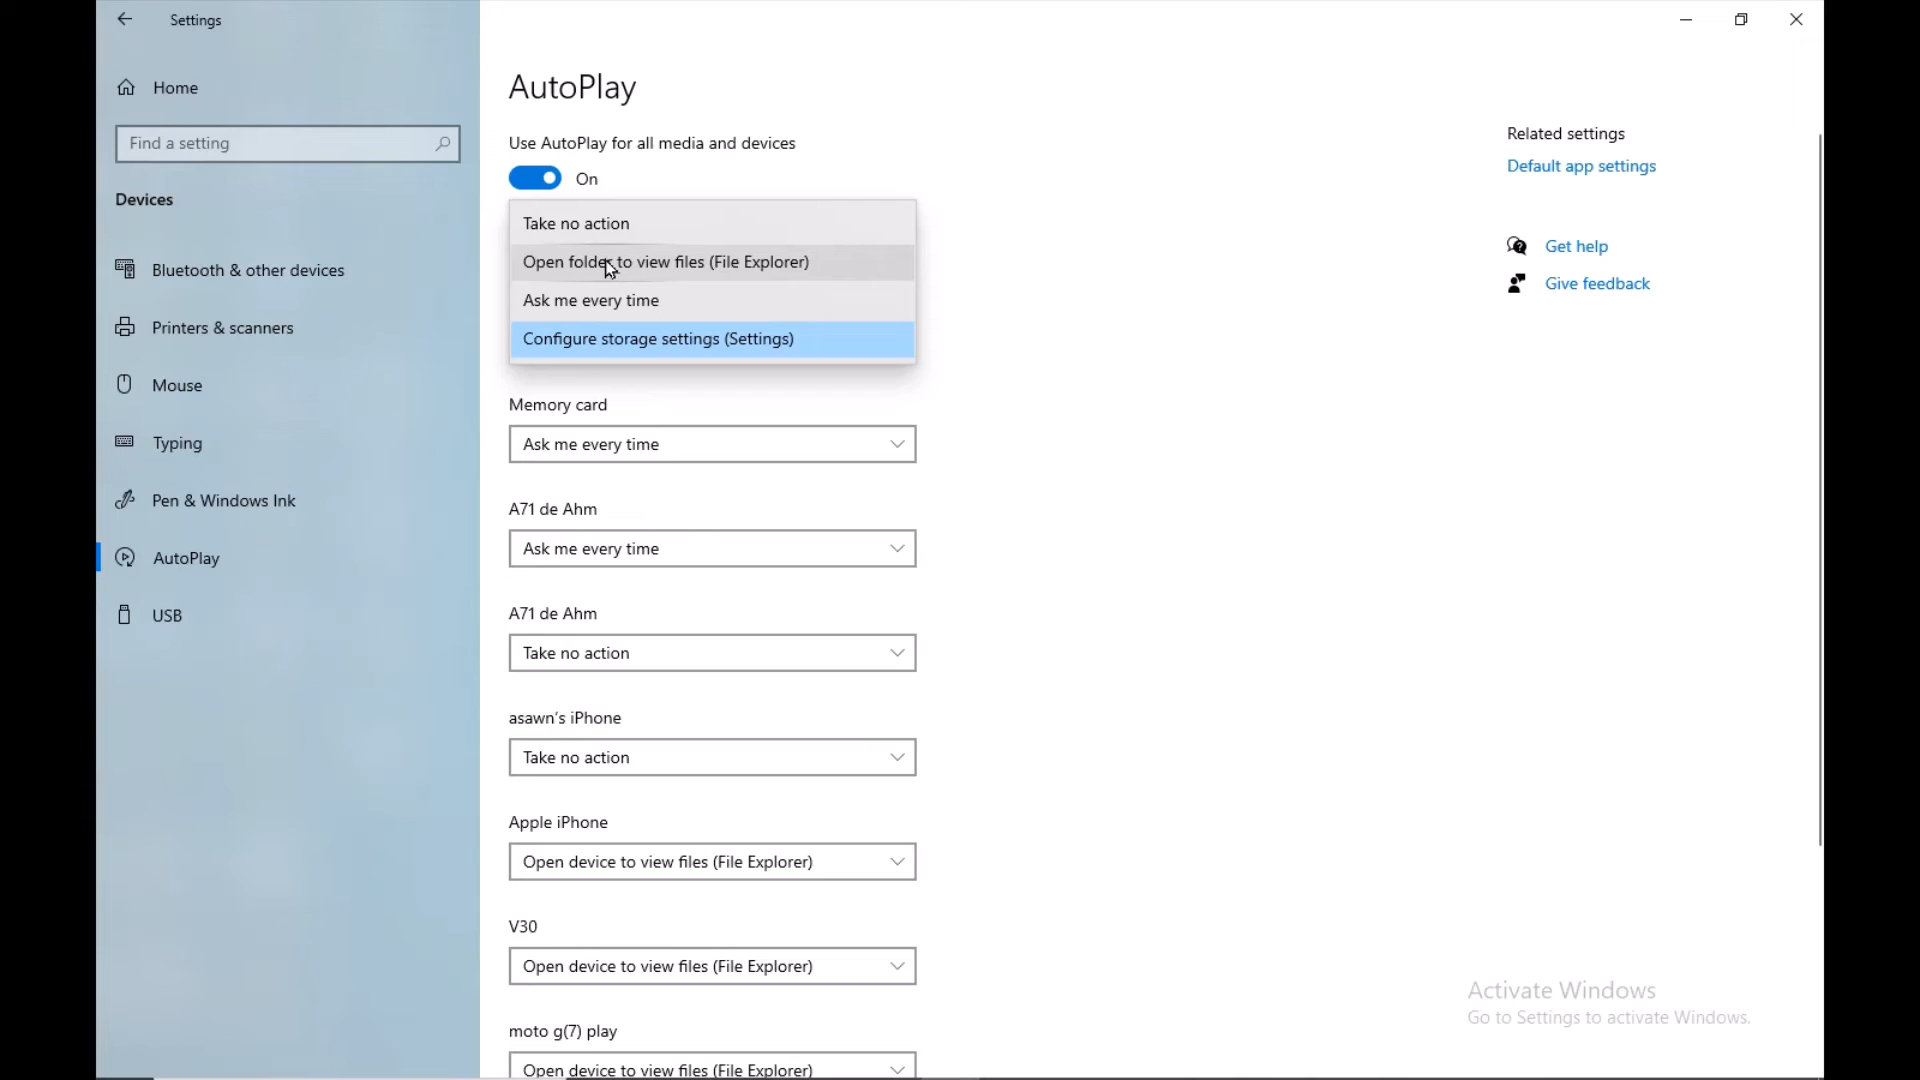 Settings
Home
Find a setting
Devices
Bluetooth & other devices
Printers & scanners
Mouse
Typing
Pen & Windows Ink
AutoPlay
USB
AutoPlay
Use AutoPlay for all media and devices
On
Take no action
Open folder to view files (File Explorer)
Ask me every time
Configure storage settings (Settings)
Memory card
Ask me every time
A71 de Ahm
Ask me every time
A71 de Ahm
Take no action
asawn's iPhone
Take no action
Apple iPhone
Open device to view files (File Explorer)
V30
Open device to view files (File Explorer)
moto g(7) play
Open device to view files (File Explorer)
Related settings
Default app settings
Get help
Give feedback
Activate Windows
Go to Settings to activate Windows.